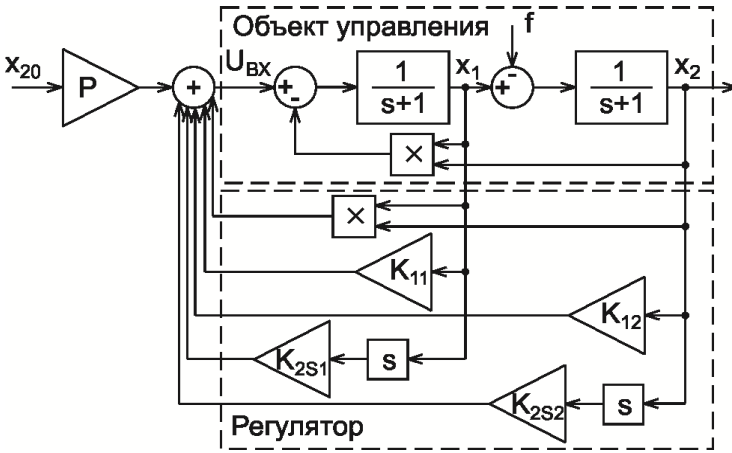 Объект управления
f
x20
P
+
UВХ
+
-
1
s+1
x1
+
-
1
s+1
x2
×
×
K11
K12
K2S1
s
K2S2
s
Регулятор